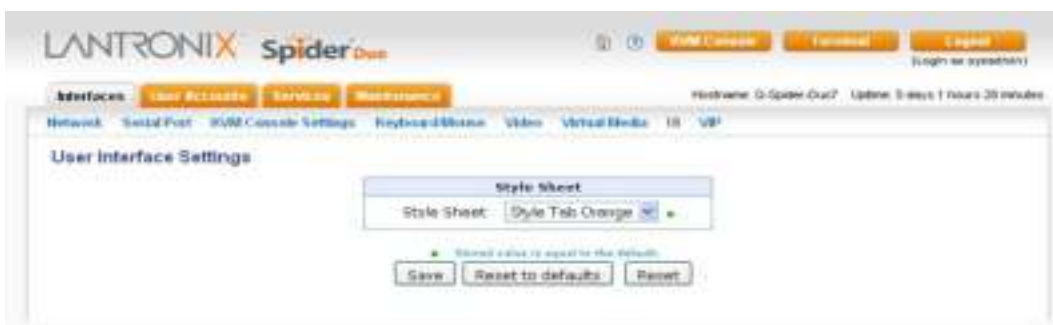 LANTRONIX Spider Duo
KVM Console Terminal Logout
(Login as sysadmin)
Interfaces User Accounts Services Maintenance
Hostname: Uptime: 5 days 1 hours 20 minutes
Network Serial Port KVM Console Settings Keyboard/Mouse Video Virtual Media UI VIP
User Interface Settings
Style Sheet
Style Sheet Style Tab Orange
Stored value is equal to the default.
Save Reset to defaults Reset